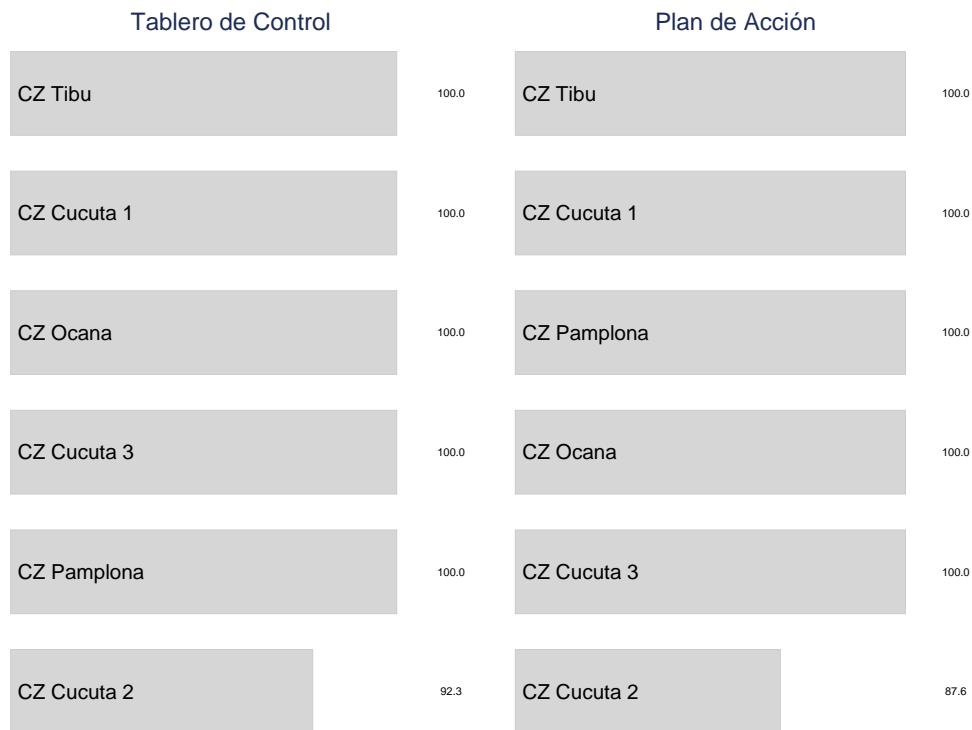 Tablero de Control
CZ Tibu 100.0
CZ Cucuta 1 100.0
CZ Ocana 100.0
CZ Cucuta 3 100.0
CZ Pamplona 100.0
CZ Cucuta 2 92.3
Plan de Acción
CZ Tibu 100.0
CZ Cucuta 1 100.0
CZ Pamplona 100.0
CZ Ocana 100.0
CZ Cucuta 3 100.0
CZ Cucuta 2 87.6